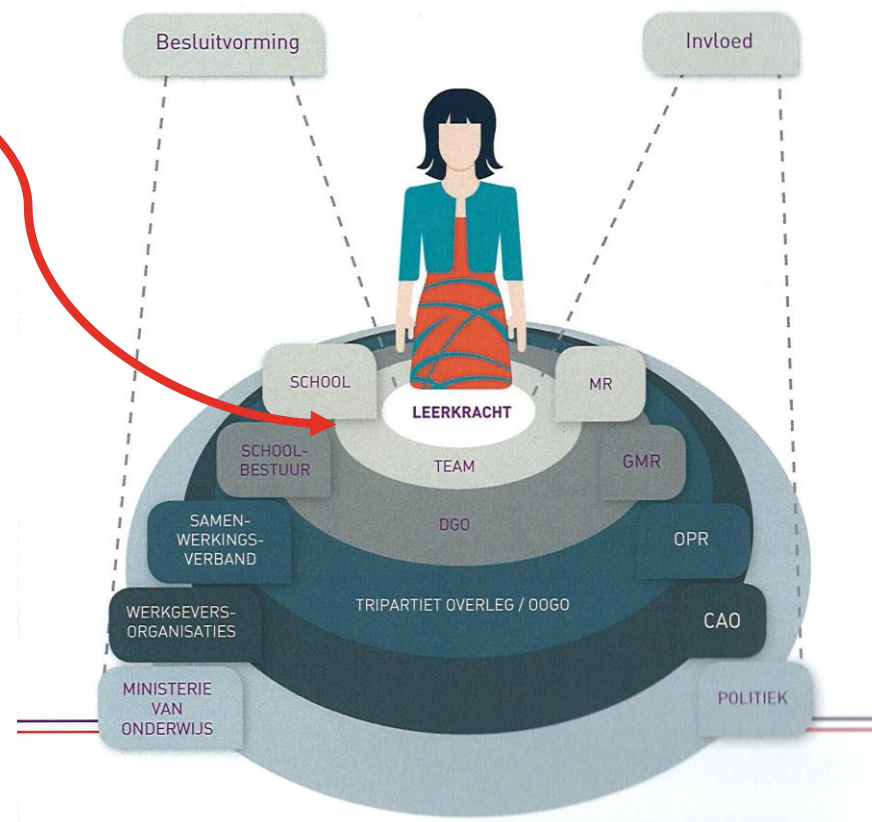 Besluitvorming
Invloed
SCHOOL
MR
LEERKRACHT
SCHOOL-
BESTUUR
TEAM
GMR
DGO
SAMEN-
WERKINGS-
VERBAND
OPR
TRIPARTIET OVERLEG / OOGO
WERKGEVERS-
ORGANISATIES
CAO
MINISTERIE
VAN
ONDERWIJS
POLITIEK